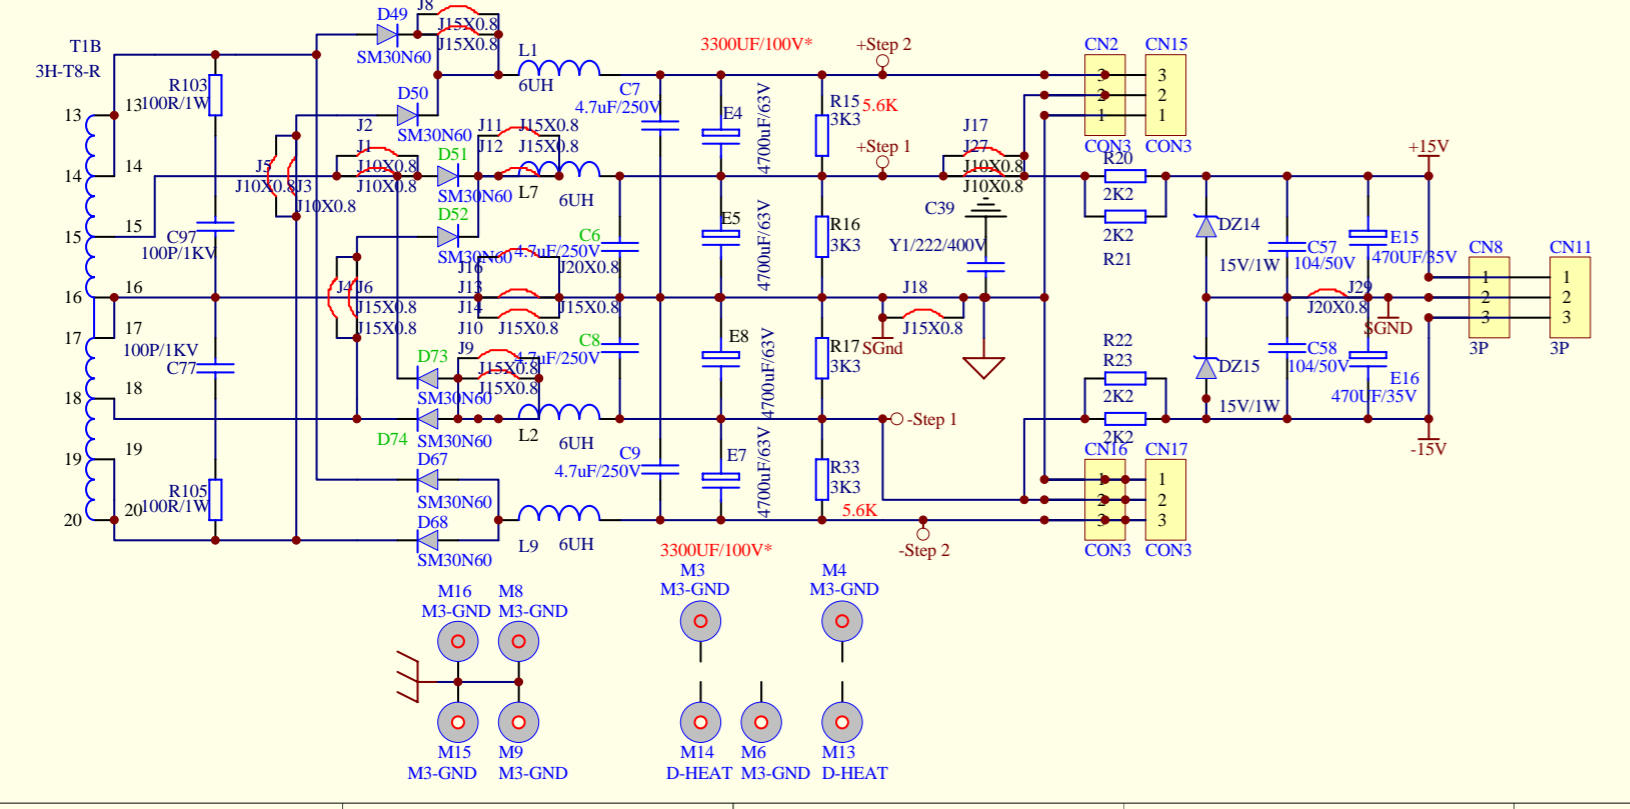 J8
D49
J15X0.8
J15X0.8
SM30N60
T1B
3H-T8-R
L1
6UH
3300UF/100V*
+Step 2
CN2
CN15
3
2
1
3
2
1
CON3
CON3
R103
100R/1W
13
13
D50
SM30N60
C7
4.7uF/250V
E4
4700uF/63V
R15
5.6K
3K3
J2
J1
J10X0.8
J10X0.8
J11
J12
J15X0.8
J15X0.8
D51
SM30N60
L7
6UH
+Step 1
J17
J27
J10X0.8
J10X0.8
R20
2K2
2K2
R21
+15V
14
14
J5
J10X0.8
J3
J10X0.8
D52
SM30N60
15
15
C97
100P/1KV
C6
4.7uF/250V
E5
4700uF/63V
R16
3K3
C39
Y1/222/400V
DZ14
15V/1W
C57
104/50V
E15
470UF/35V
CN8
CN11
1
2
3
1
2
3
3P
3P
16
16
J4
J6
J15X0.8
J15X0.8
J16
J13
J14
J10
J20X0.8
J15X0.8
J15X0.8
J18
J15X0.8
SGnd
J29
J20X0.8
SGND
17
17
100P/1KV
C77
D73
SM30N60
J9
J15X0.8
J15X0.8
C8
4.7uF/250V
E8
4700uF/63V
R17
3K3
R22
R23
2K2
2K2
DZ15
15V/1W
C58
104/50V
E16
470UF/35V
18
18
D74
SM30N60
L2
6UH
-Step 1
-15V
19
19
D67
SM30N60
C9
4.7uF/250V
E7
4700uF/63V
R33
3K3
5.6K
CN16
CN17
1
2
3
1
2
3
CON3
CON3
20
20
R105
100R/1W
D68
SM30N60
L9
6UH
-Step 2
3300UF/100V*
M16
M3-GND
M8
M3-GND
M3
M3-GND
M4
M3-GND
M15
M3-GND
M9
M3-GND
M14
D-HEAT
M6
M3-GND
M13
D-HEAT